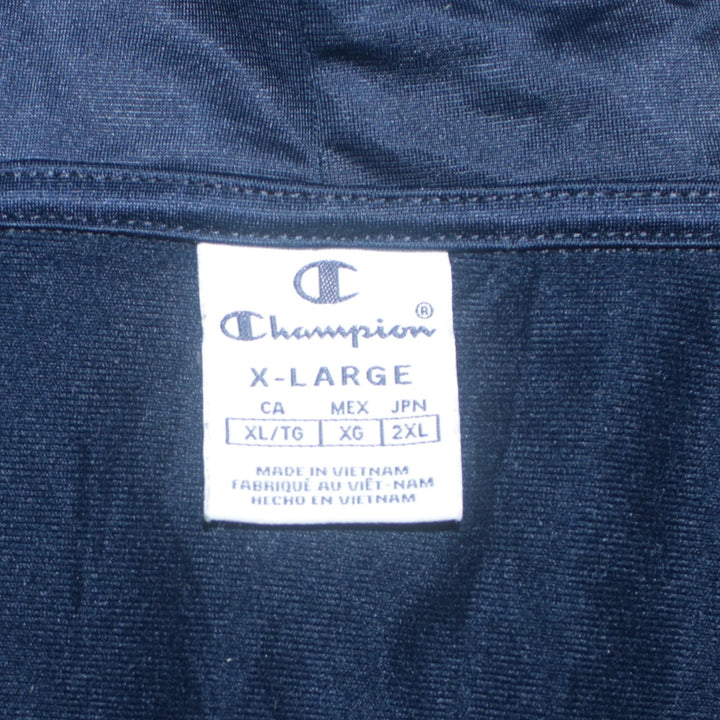 Champion®
X-LARGE
CA MEX JPN
XL/TG XG 2XL
MADE IN VIETNAM
FABRIQUÉ AU VIÊT-NAM
HECHO EN VIETNAM